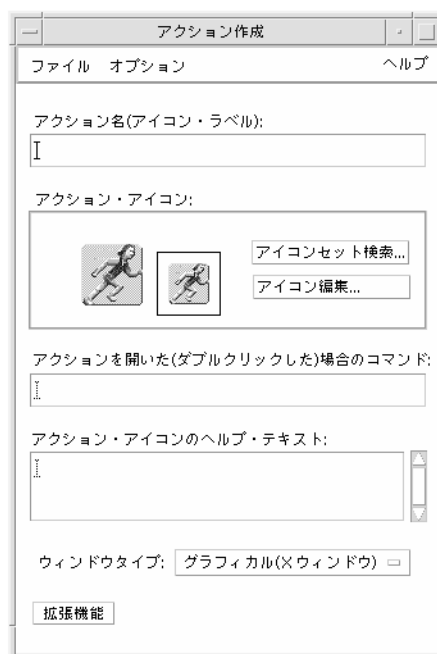 アクション作成
ファイル オプション ヘルプ
アクション名(アイコン・ラベル):
アクション・アイコン:
アイコンセット検索...
アイコン編集...
アクションを開いた(ダブルクリックした)場合のコマンド:
アクション・アイコンのヘルプ・テキスト:
ウィンドウタイプ: グラフィカル(Xウィンドウ)
拡張機能